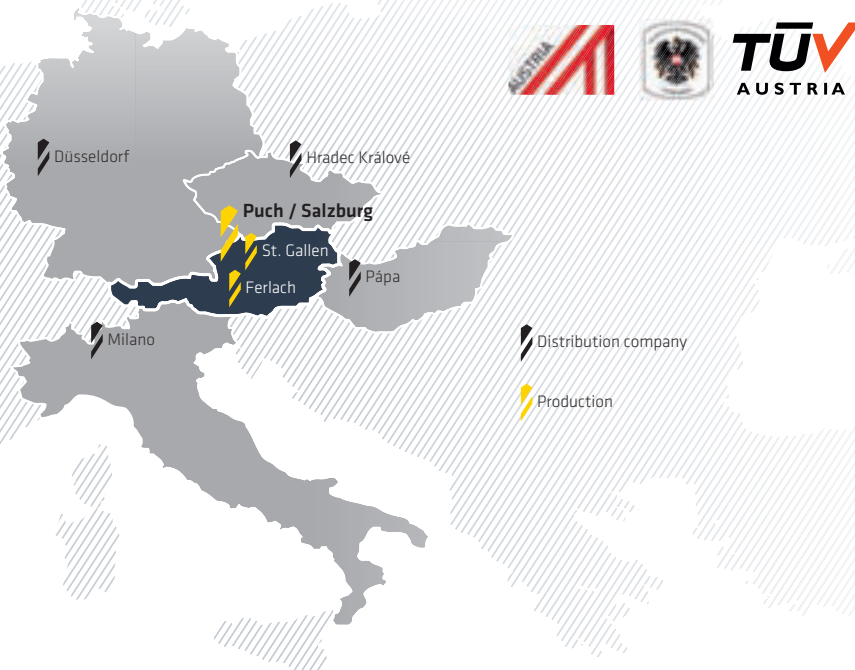 AUSTRIA
TÜV
AUSTRIA
Düsseldorf
Hradec Králové
Puch / Salzburg
St. Gallen
Pápa
Ferlach
Milano
Distribution company
Production